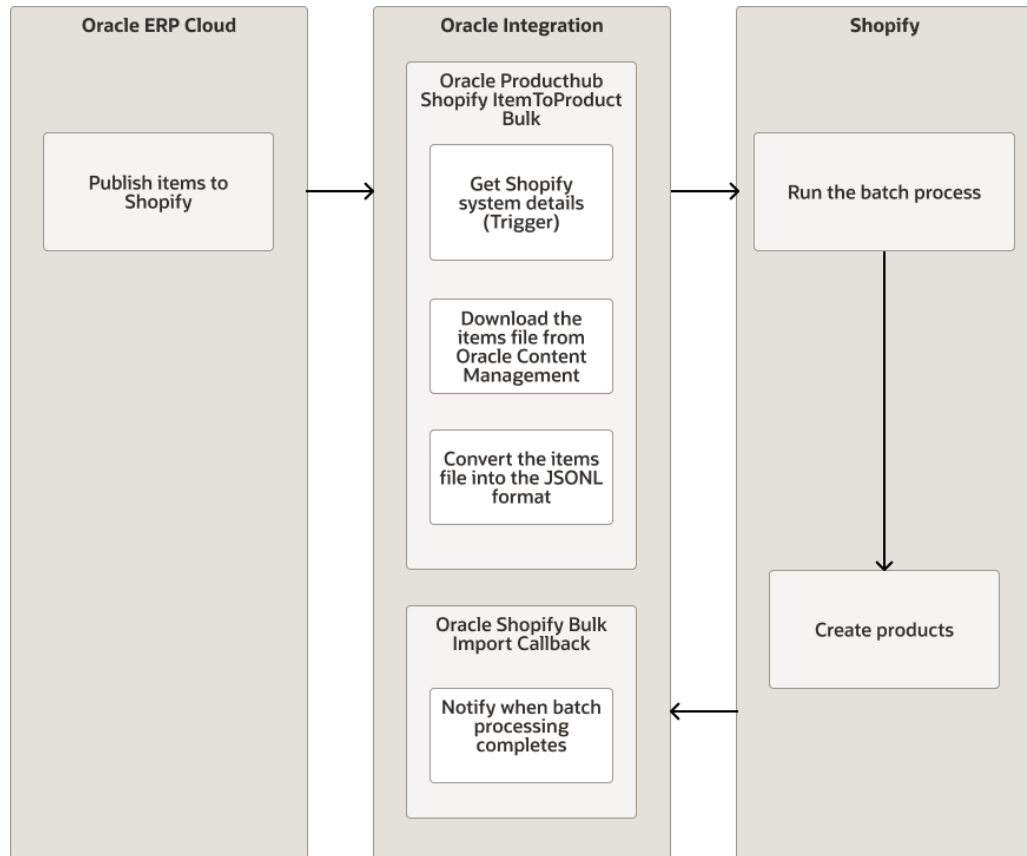 Oracle ERP Cloud
Publish items to
Shopify
Oracle Integration
Oracle Producthub
Shopify ItemToProduct
Bulk
Get Shopify
system details
(Trigger)
Download the
items file from
Oracle Content
Management
Convert the items
file into the JSONL
format
Oracle Shopify Bulk
Import Callback
Notify when batch
processing
completes
Shopify
Run the batch process
Create products